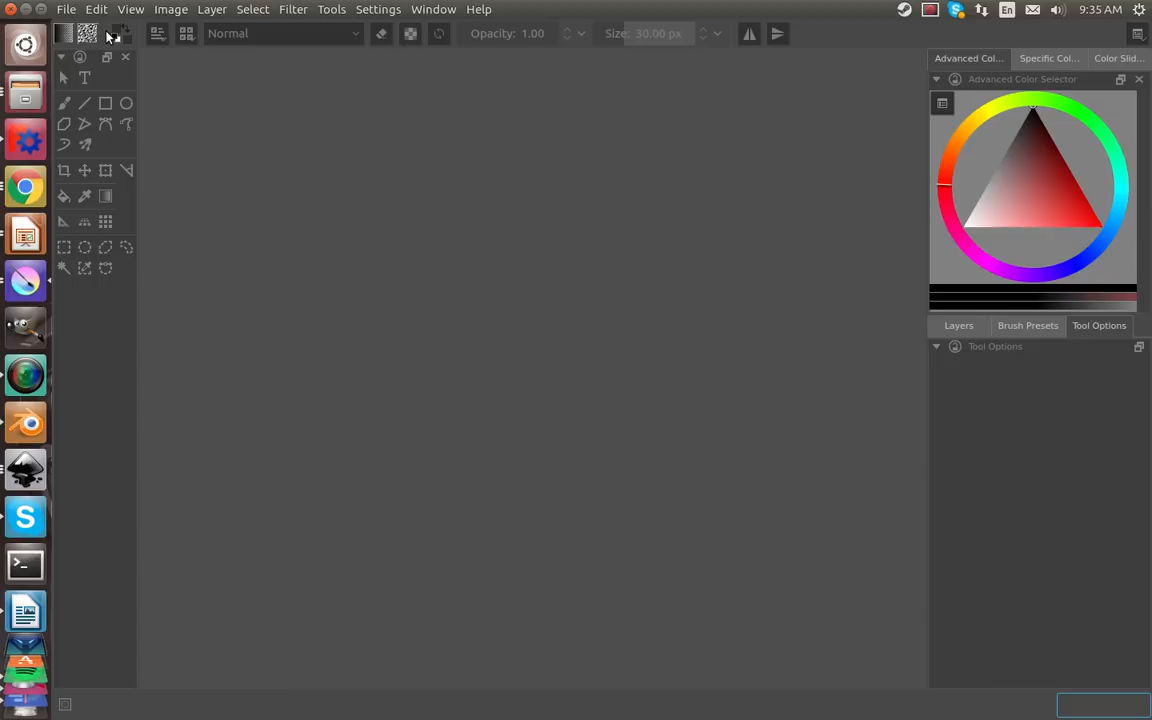 File Edit View Image Layer Select Filter Tools Settings Window Help En 9:35 AM
Normal Opacity: 1.00 Size: 30.00 px
Advanced Col... Specific Col... Color Slid...
Advanced Color Selector
T
Layers Brush Presets Tool Options
Tool Options
S
>_